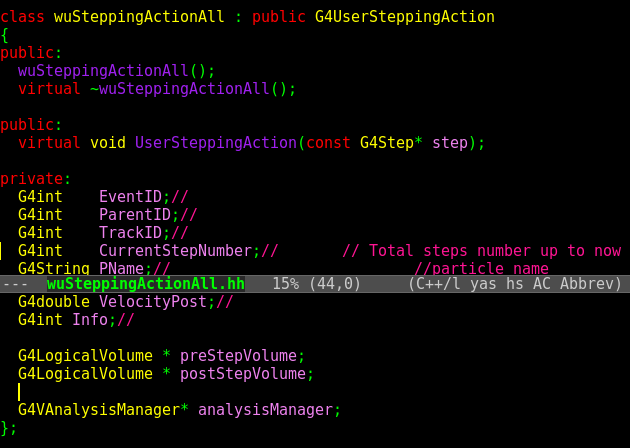 class wuSteppingActionAll : public G4UserSteppingAction
{
public:
  wuSteppingActionAll();
  virtual ~wuSteppingActionAll();

public:
  virtual void UserSteppingAction(const G4Step* step);

private:
  G4int    EventID;//
  G4int    ParentID;//
  G4int    TrackID;//
  G4int    CurrentStepNumber;//       // Total steps number up to now
  G4String PName;//                           //particle name
---  wuSteppingActionAll.hh   15% (44,0)     (C++/l yas hs AC Abbrev)
  G4double VelocityPost;//
  G4int Info;//

  G4LogicalVolume * preStepVolume;
  G4LogicalVolume * postStepVolume;

  G4VAnalysisManager* analysisManager;
};